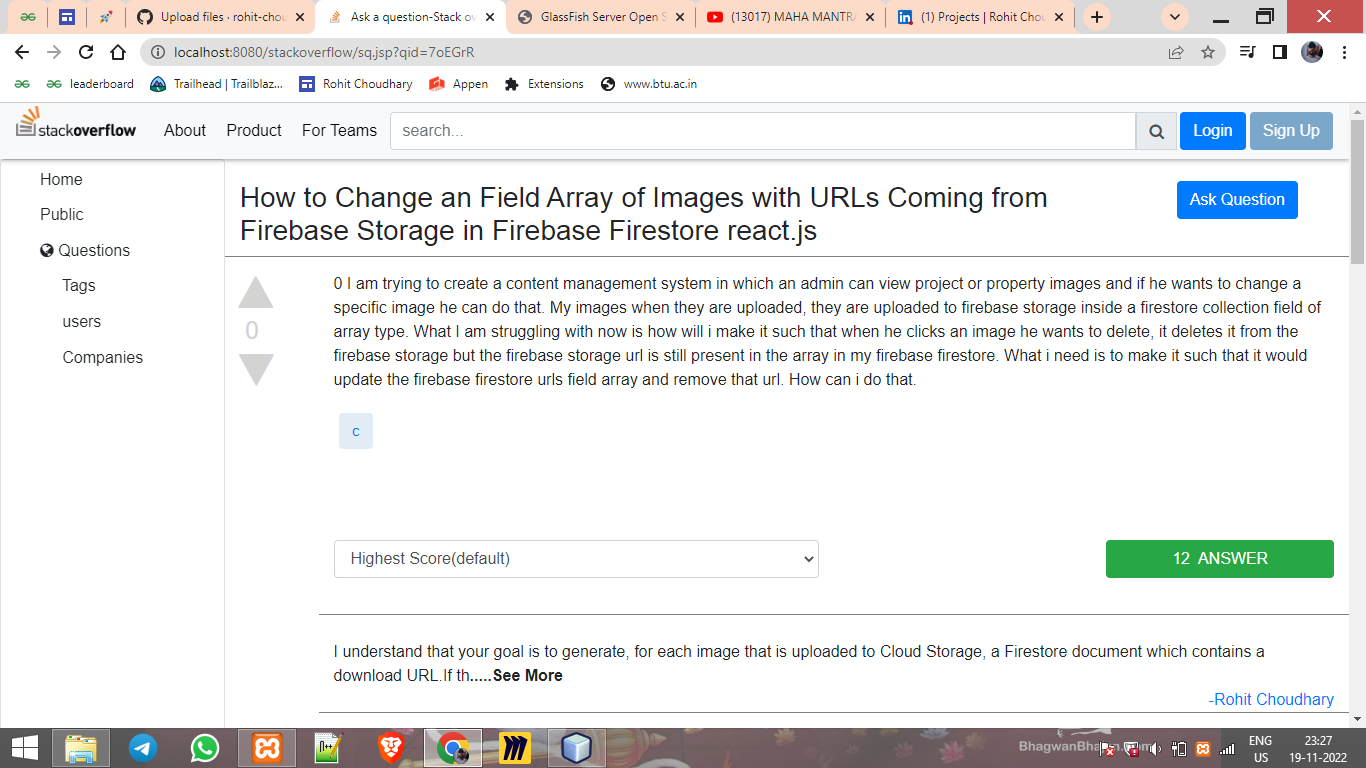 Upload files · rohit-chou
Ask a question-Stack ov
GlassFish Server Open S
(13017) MAHA MANTRA
(1) Projects | Rohit Chou
localhost:8080/stackoverflow/sq.jsp?qid=7oEGrR
leaderboard
Trailhead | Trailblaz...
Rohit Choudhary
Appen
Extensions
www.btu.ac.in
stackoverflow
About
Product
For Teams
search...
Login
Sign Up
Home
Public
Questions
Tags
users
Companies
How to Change an Field Array of Images with URLs Coming from
Firebase Storage in Firebase Firestore react.js
Ask Question
0 I am trying to create a content management system in which an admin can view project or property images and if he wants to change a
specific image he can do that. My images when they are uploaded, they are uploaded to firebase storage inside a firestore collection field of
array type. What I am struggling with now is how will i make it such that when he clicks an image he wants to delete, it deletes it from the
firebase storage but the firebase storage url is still present in the array in my firebase firestore. What i need is to make it such that it would
update the firebase firestore urls field array and remove that url. How can i do that.
0
c
Highest Score(default)
12 ANSWER
I understand that your goal is to generate, for each image that is uploaded to Cloud Storage, a Firestore document which contains a
download URL.If th.....See More
-Rohit Choudhary
ENG
US
23:27
19-11-2022